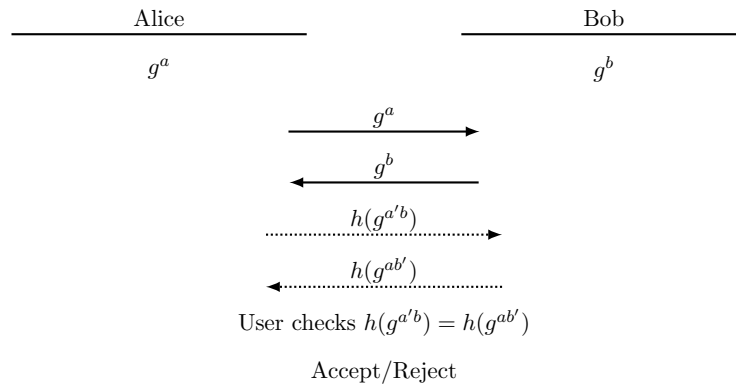 Alice Bob
g^a g^b
g^a
g^b
h(g^{a'b})
h(g^{ab'})
User checks h(g^{a'b}) = h(g^{ab'})
Accept/Reject